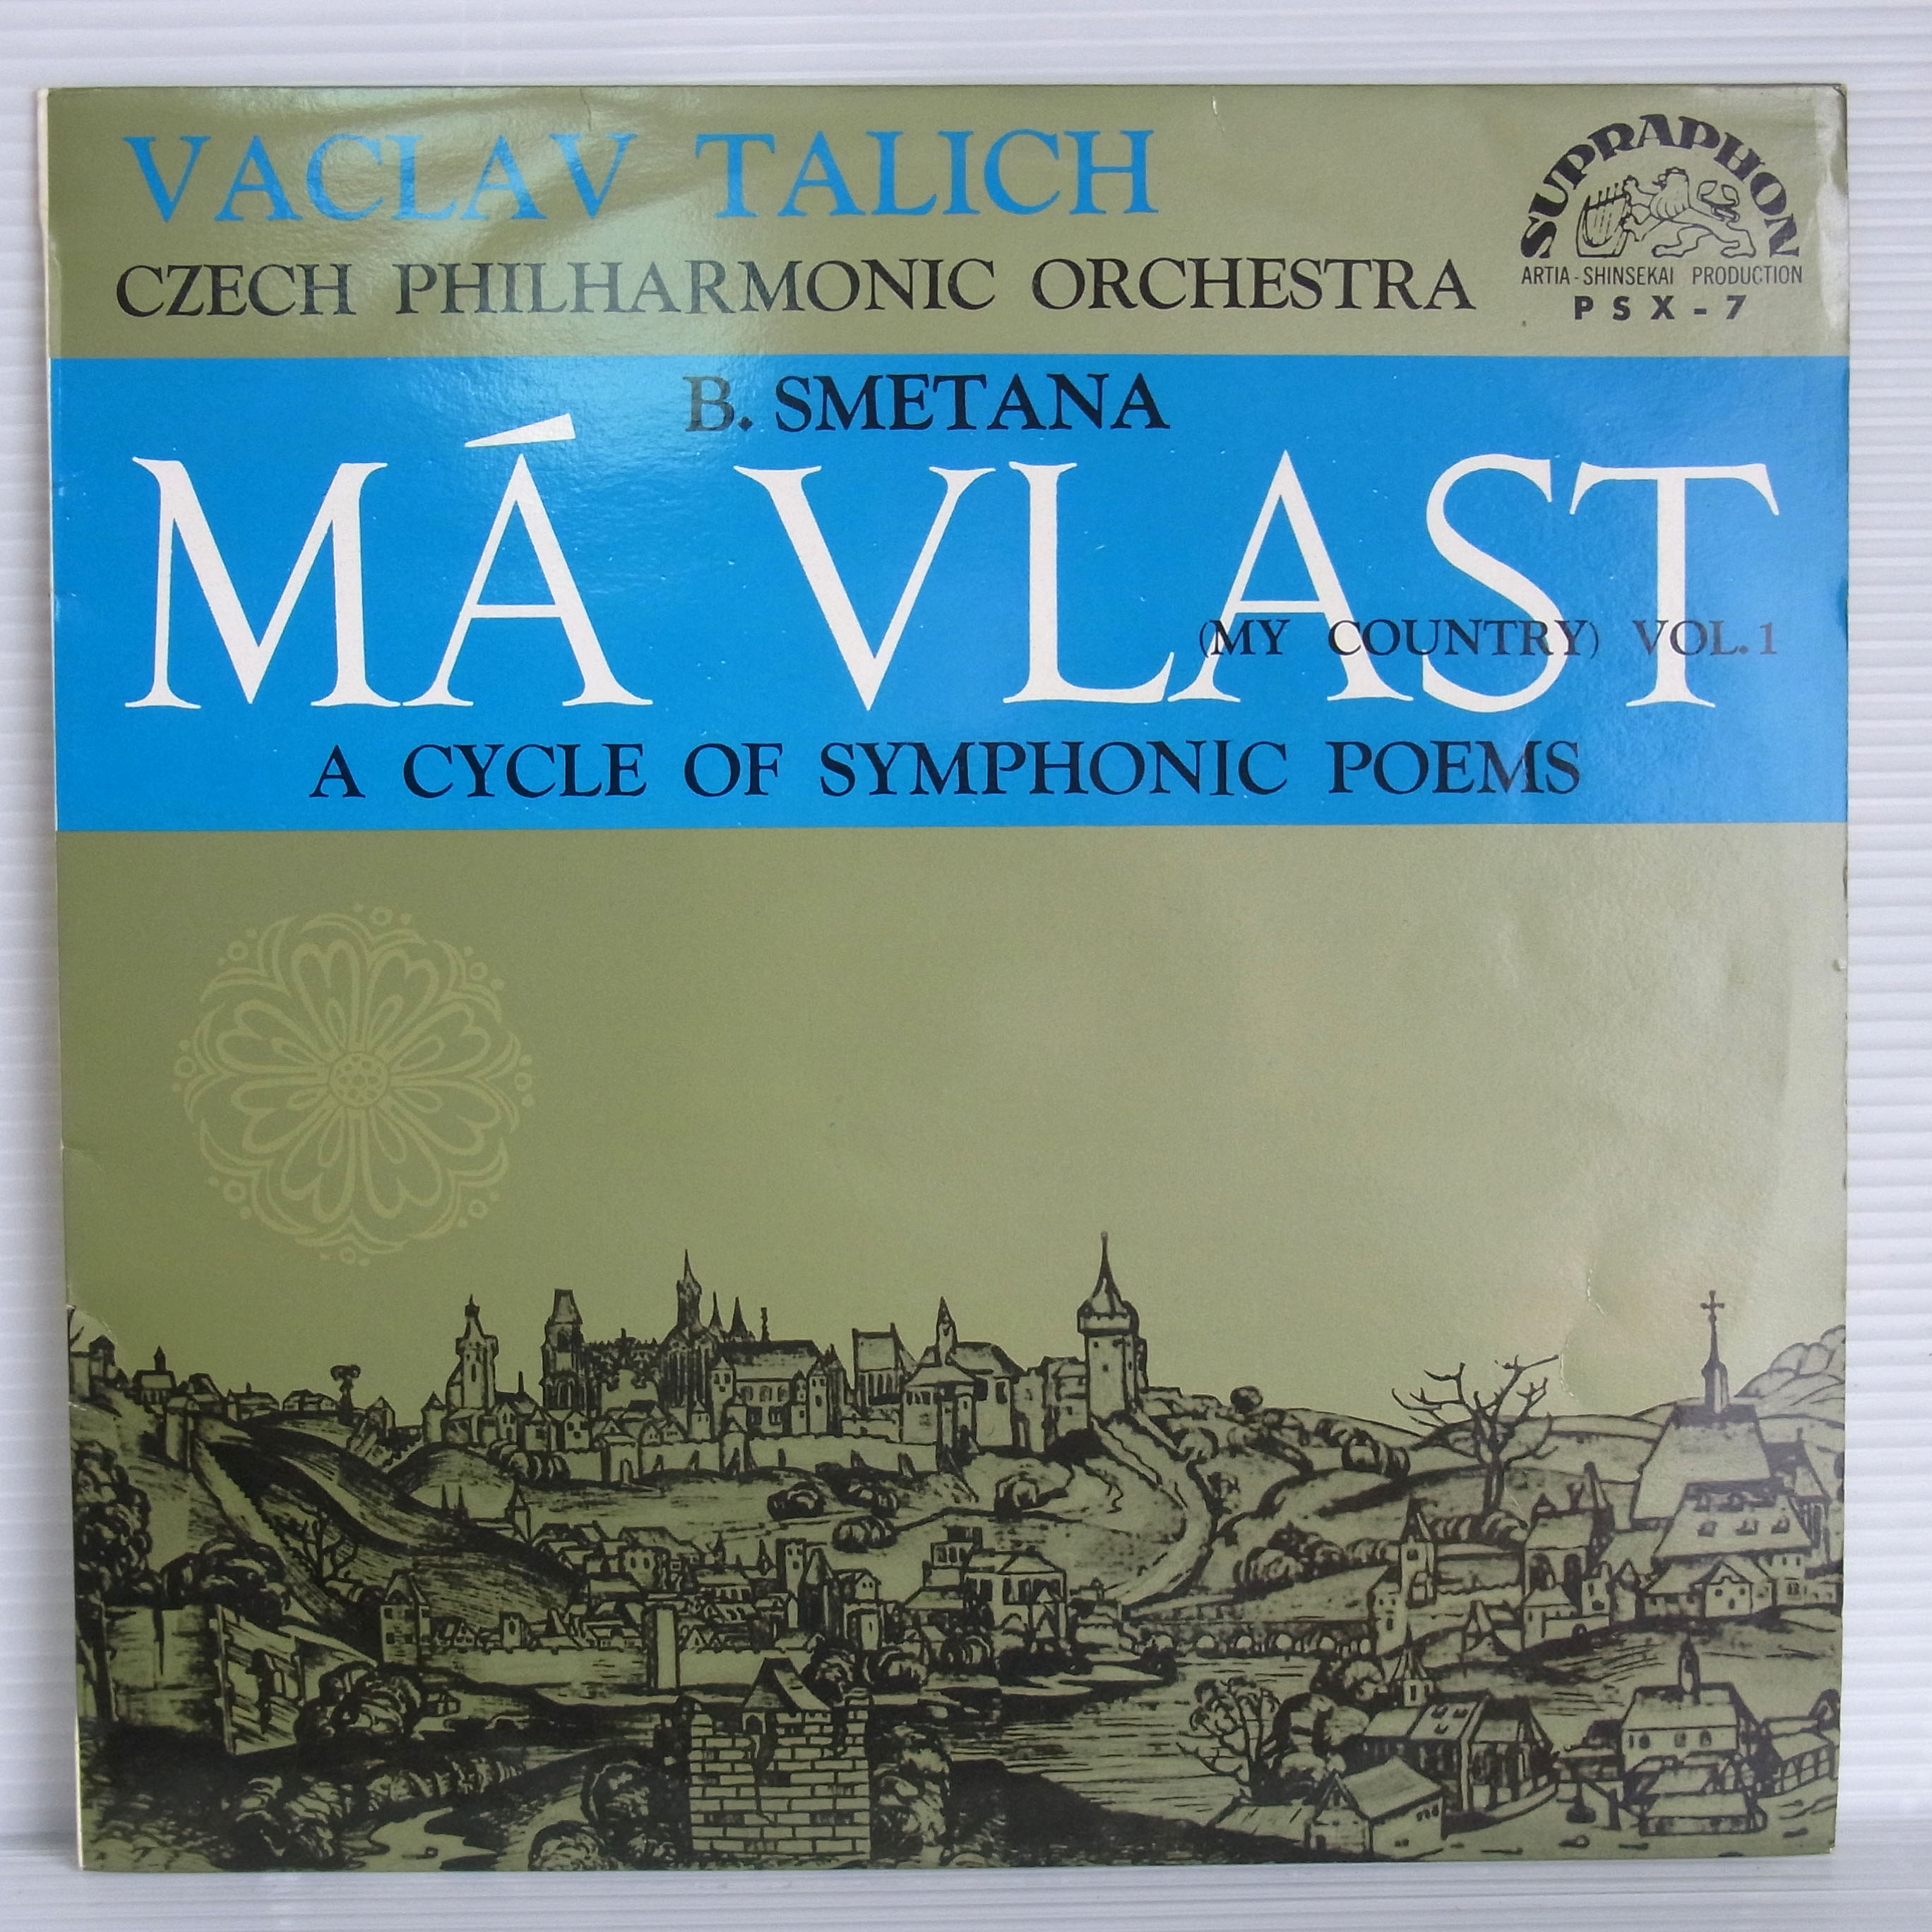 VACLAV TALICH
CZECH PHILHARMONIC ORCHESTRA
SUPRAPHON
ARTIA-SHINSEKAI PRODUCTION
PSX-7
B. SMETANA
MÁ VLAST
(MY COUNTRY) VOL.1
A CYCLE OF SYMPHONIC POEMS